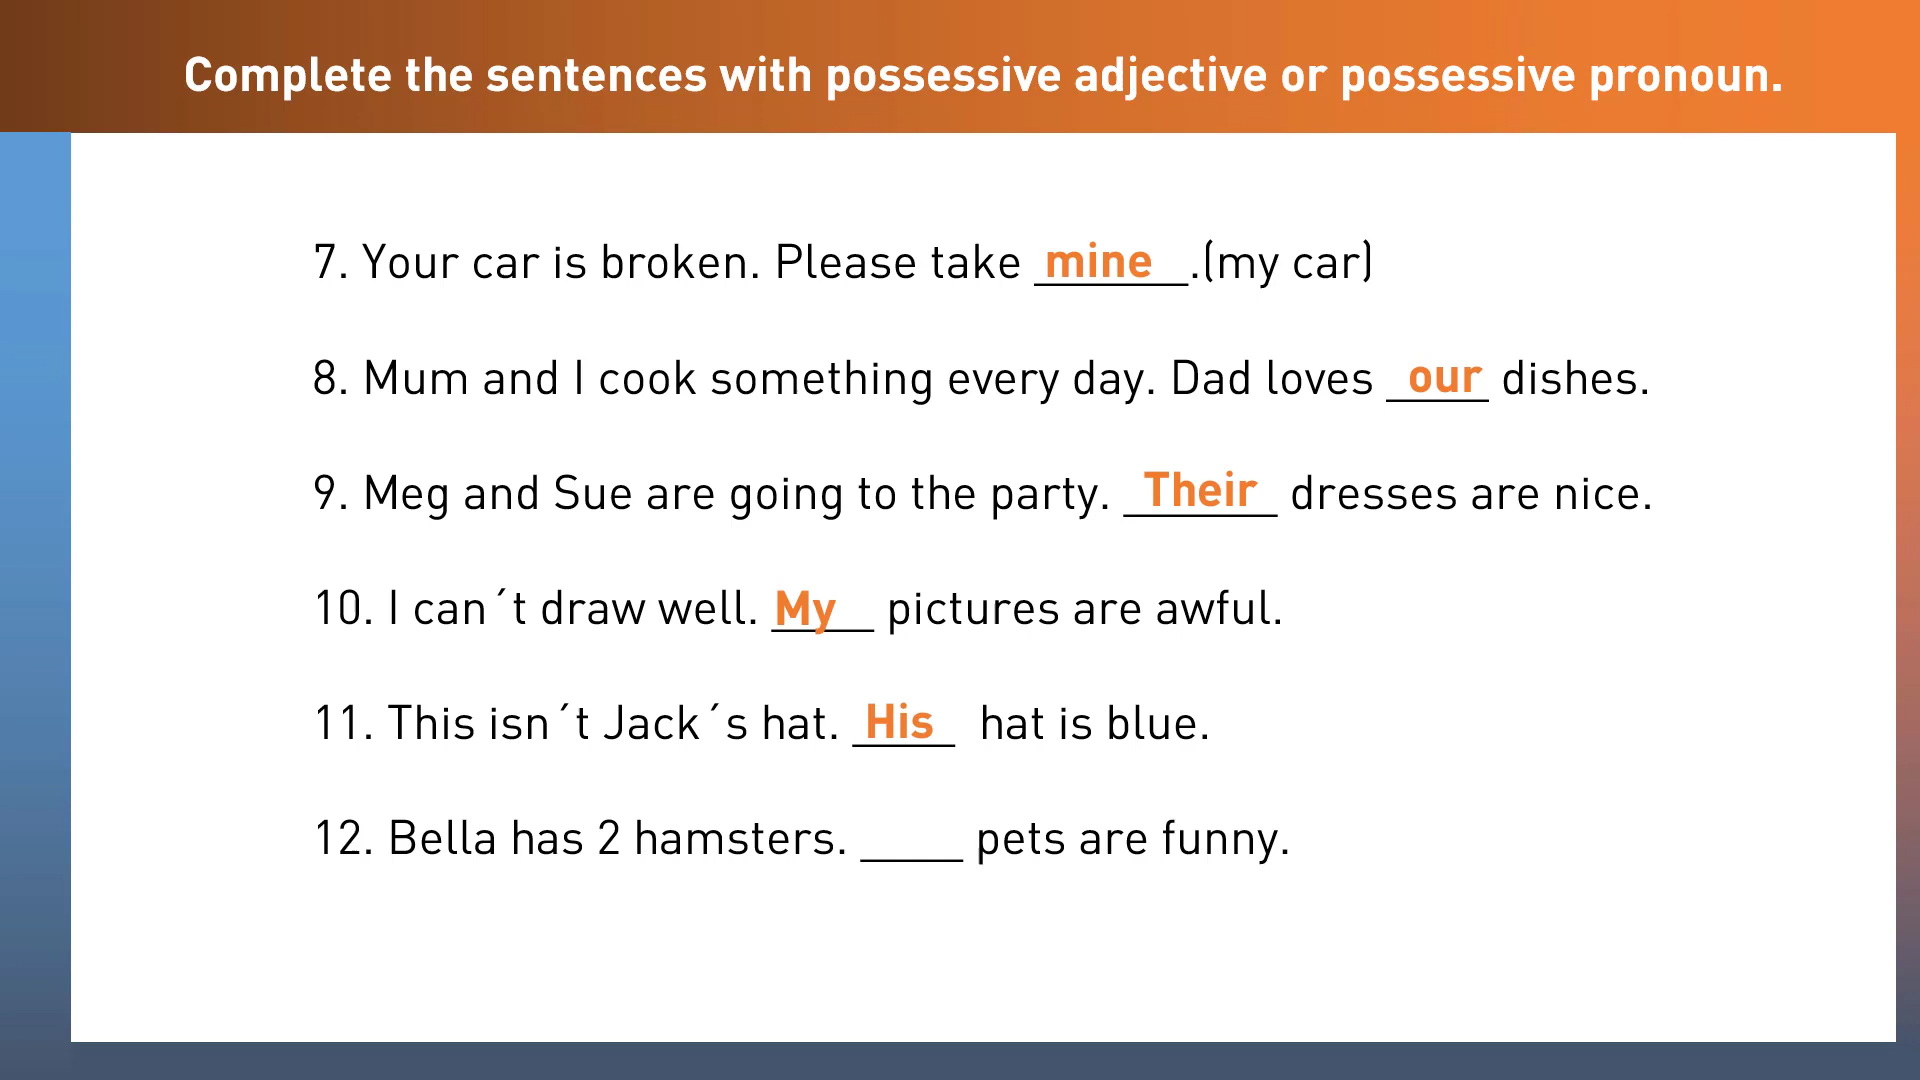 Complete the sentences with possessive adjective or possessive pronoun.
7. Your car is broken. Please take mine.(my car)
8. Mum and I cook something every day. Dad loves our dishes.
9. Meg and Sue are going to the party. Their dresses are nice.
10. I can´t draw well. My pictures are awful.
11. This isn´t Jack´s hat. His hat is blue.
12. Bella has 2 hamsters. ____ pets are funny.